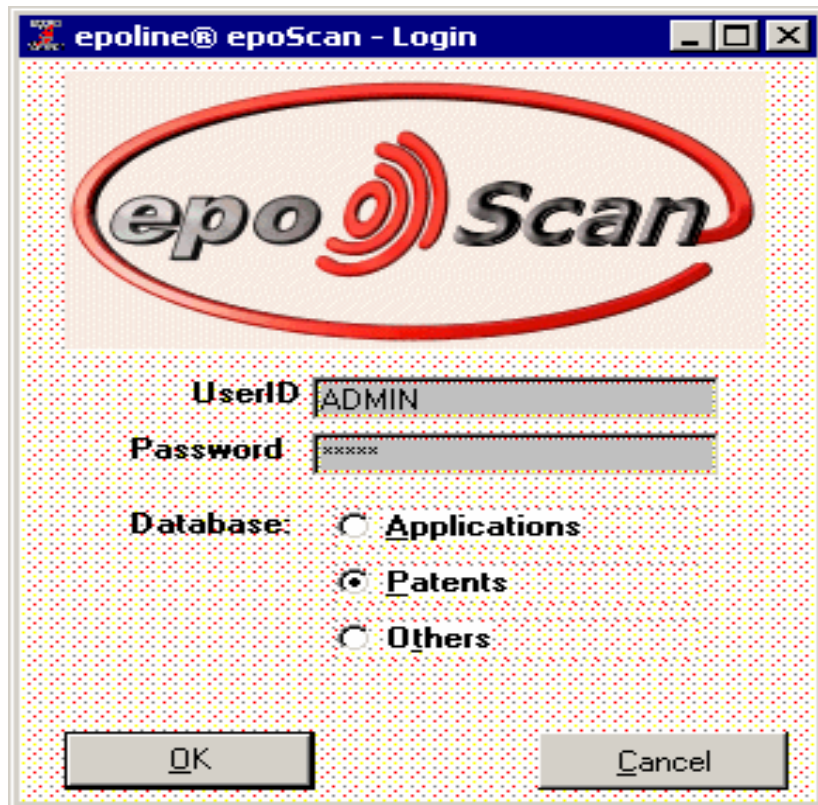 epoline® epoScan - Login
epo Scan
UserID ADMIN
Password *****
Database: Applications
Patents
Others
OK Cancel